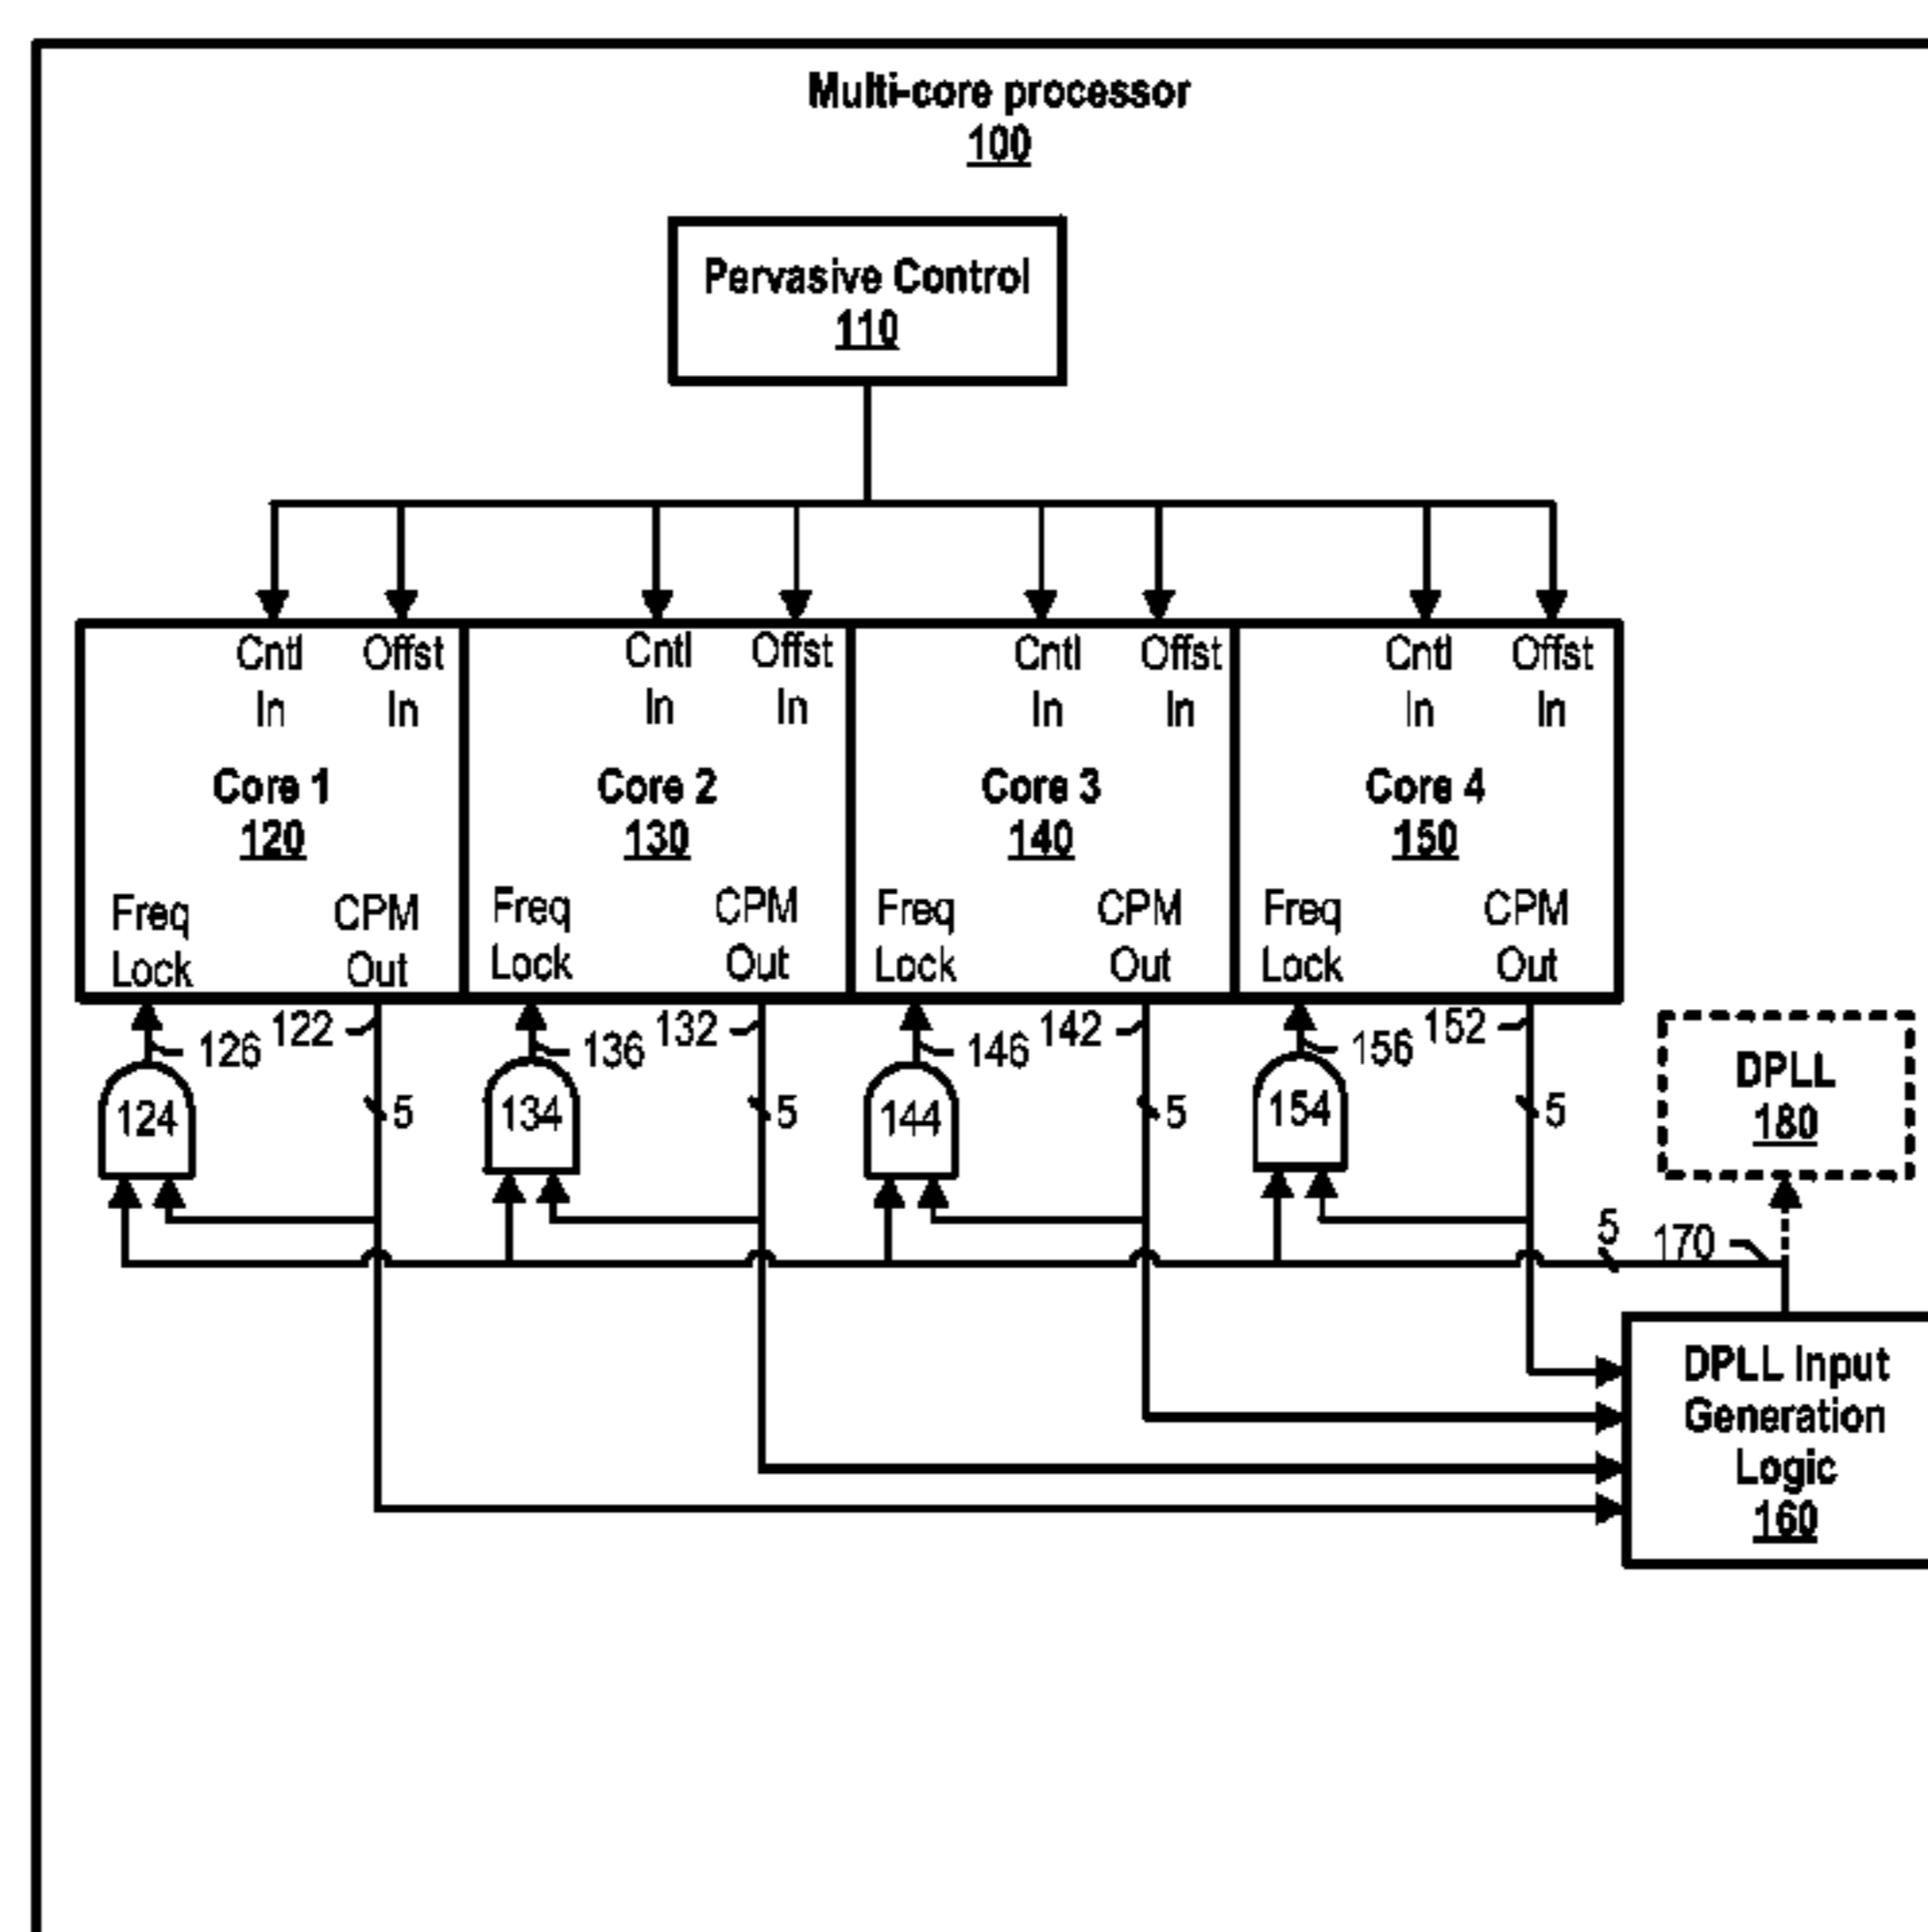 Multi-core processor
100
Pervasive Control
110
Cntl In
Offst In
Cntl In
Offst In
Cntl In
Offst In
Cntl In
Offst In
Core 1
120
Core 2
130
Core 3
140
Core 4
150
Freq Lock
CPM Out
Freq Lock
CPM Out
Freq Lock
CPM Out
Freq Lock
CPM Out
126
122
136
132
146
142
156
152
124
5
134
5
144
5
154
5
DPLL
180
5
170
DPLL Input
Generation
Logic
160